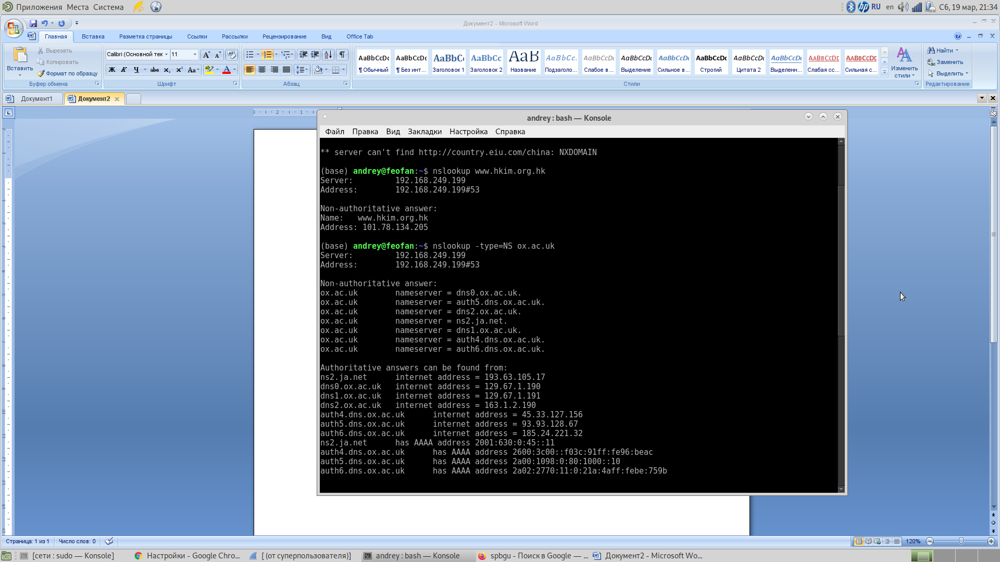 Приложения Места Система
RU en Сб, 19 мар, 21:34
Документ2 - Microsoft Word
Главная Вставка Разметка страницы Ссылки Рассылки Рецензирование Вид Office Tab
Вставить
Вырезать
Копировать
Формат по образцу
Буфер обмена
Calibri (Основной тек 11
Ж К Ч abc x₂ x² Aa
Шрифт
Абзац
AaBbCcDc AaBbCcDc AaBbC AaBbCc AaB AaBbCc. AaBbCcDc AaBbCcDc AaBbCcDc AaBbCcDc AaBbCcDc AaBbCcDc AABBCCDD AABBCCDD
¶ Обычный ¶ Без инт... Заголовок 1 Заголовок 2 Название Подзаголо... Слабое в... Выделение Сильное в... Строгий Цитата 2 Выделенн... Слабая сс... Сильная с...
Стили
Изменить стили
Найти
Заменить
Выделить
Редактирование
Документ1 Документ2
3 2 1
andrey : bash — Konsole
Файл Правка Вид Закладки Настройка Справка
** server can't find http://country.eiu.com/china: NXDOMAIN
(base) andrey@feofan:~$ nslookup www.hkim.org.hk
Server: 192.168.249.199
Address: 192.168.249.199#53
Non-authoritative answer:
Name: www.hkim.org.hk
Address: 101.78.134.205
(base) andrey@feofan:~$ nslookup -type=NS ox.ac.uk
Server: 192.168.249.199
Address: 192.168.249.199#53
Non-authoritative answer:
ox.ac.uk nameserver = dns0.ox.ac.uk.
ox.ac.uk nameserver = auth5.dns.ox.ac.uk.
ox.ac.uk nameserver = dns2.ox.ac.uk.
ox.ac.uk nameserver = ns2.ja.net.
ox.ac.uk nameserver = dns1.ox.ac.uk.
ox.ac.uk nameserver = auth4.dns.ox.ac.uk.
ox.ac.uk nameserver = auth6.dns.ox.ac.uk.
Authoritative answers can be found from:
ns2.ja.net internet address = 193.63.105.17
dns0.ox.ac.uk internet address = 129.67.1.190
dns1.ox.ac.uk internet address = 129.67.1.191
dns2.ox.ac.uk internet address = 163.1.2.190
auth4.dns.ox.ac.uk internet address = 45.33.127.156
auth5.dns.ox.ac.uk internet address = 93.93.128.67
auth6.dns.ox.ac.uk internet address = 185.24.221.32
ns2.ja.net has AAAA address 2001:630:0:45::11
auth4.dns.ox.ac.uk has AAAA address 2600:3c00::f03c:91ff:fe96:beac
auth5.dns.ox.ac.uk has AAAA address 2a00:1098:0:80:1000::10
auth6.dns.ox.ac.uk has AAAA address 2a02:2770:11:0:21a:4aff:febe:759b
Страница: 1 из 1 Число слов: 0 120%
[сети : sudo — Konsole] Настройки - Google Chro... [ (от суперпользователя)] andrey : bash — Konsole spbgu - Поиск в Google — ... Документ2 - Microsoft Wo...